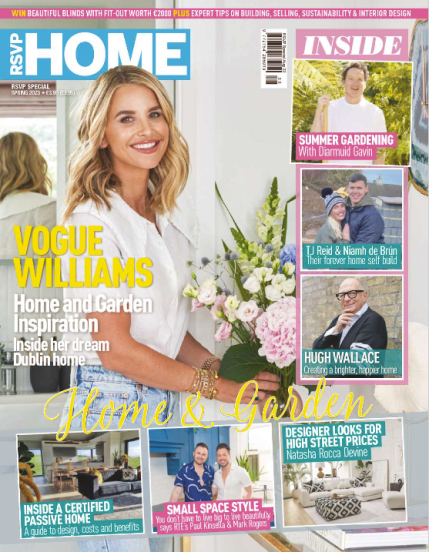 WIN BEAUTIFUL BLINDS WITH FIT-OUT WORTH €2000 PLUS EXPERT TIPS ON BUILDING, SELLING, SUSTAINABILITY & INTERIOR DESIGN
RSVP HOME
RSVP SPECIAL
SPRING 2023
INSIDE
SUMMER GARDENING
With Diarmuid Gavin
TJ Reid & Niamh de Brún
Their forever home self build
HUGH WALLACE
Creating a brighter, happier home
VOGUE
WILLIAMS
Home and Garden
Inspiration
Inside her dream
Dublin home
Home & Garden
INSIDE A CERTIFIED
PASSIVE HOME
A guide to design, costs and benefits
SMALL SPACE STYLE
You don't have to live big to live beautifully,
says RTE's Paul Kinsella & Mark Rogers
DESIGNER LOOKS FOR
HIGH STREET PRICES
Natasha Rocca Devine